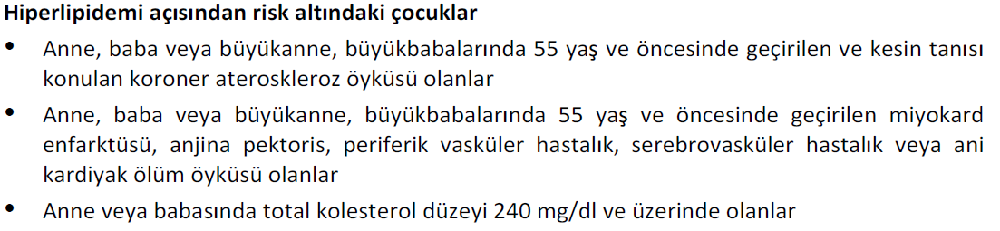 Hiperlipidemi açısından risk altındaki çocuklar
• Anne, baba veya büyükanne, büyükbabalarında 55 yaş ve öncesinde geçirilen ve kesin tanısı
konulan koroner ateroskleroz öyküsü olanlar
• Anne, baba veya büyükanne, büyükbabalarında 55 yaş ve öncesinde geçirilen miyokard
enfarktüsü, anjina pektoris, periferik vasküler hastalık, serebrovasküler hastalık veya ani
kardiyak ölüm öyküsü olanlar
• Anne veya babasında total kolesterol düzeyi 240 mg/dl ve üzerinde olanlar